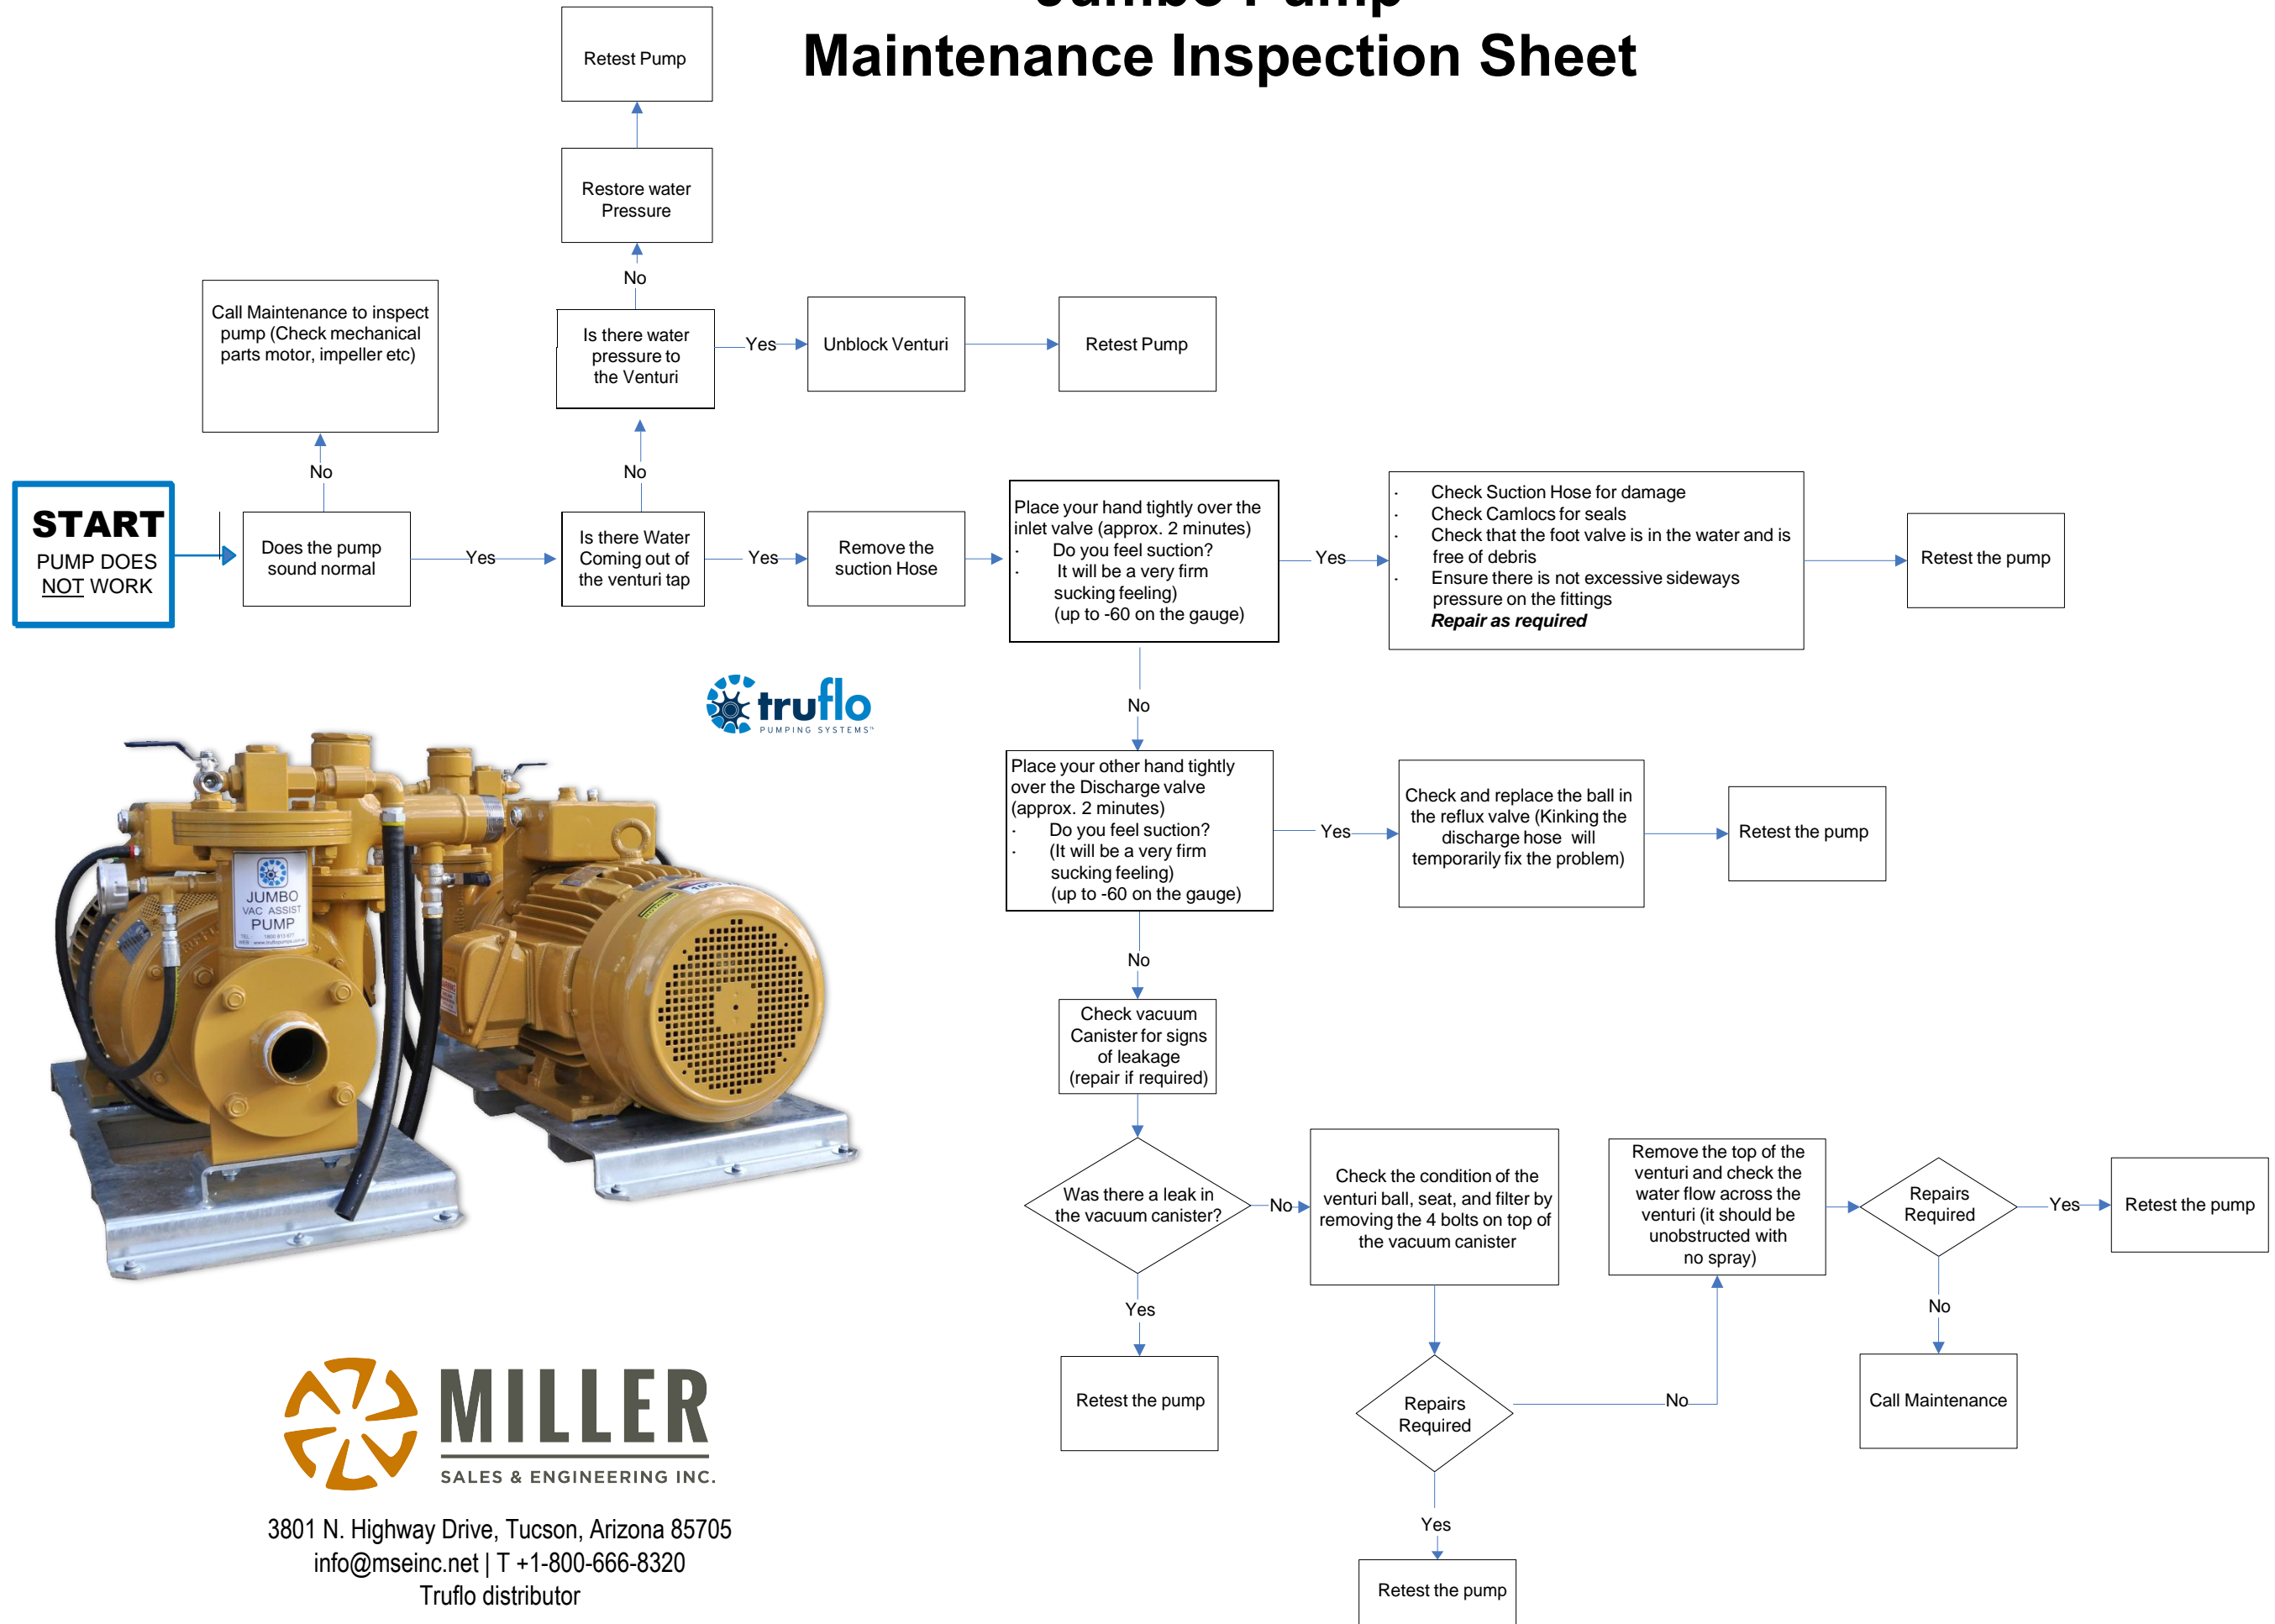 Jumbo Pump
Maintenance Inspection Sheet
Retest Pump
Restore water
Pressure
No
Call Maintenance to inspect
pump (Check mechanical
parts motor, impeller etc)
Is there water
pressure to
the Venturi
Yes
Unblock Venturi
Retest Pump
No
No
START
PUMP DOES
NOT WORK
Does the pump
sound normal
Yes
Is there Water
Coming out of
the venturi tap
Yes
Remove the
suction Hose
Place your hand tightly over the
inlet valve (approx. 2 minutes)
· Do you feel suction?
· It will be a very firm
sucking feeling)
(up to -60 on the gauge)
Yes
· Check Suction Hose for damage
· Check Camlocs for seals
· Check that the foot valve is in the water and is
free of debris
· Ensure there is not excessive sideways
pressure on the fittings
Repair as required
Retest the pump
No
truflo
PUMPING SYSTEMS™
Place your other hand tightly
over the Discharge valve
(approx. 2 minutes)
· Do you feel suction?
· (It will be a very firm
sucking feeling)
(up to -60 on the gauge)
Yes
Check and replace the ball in
the reflux valve (Kinking the
discharge hose will
temporarily fix the problem)
Retest the pump
JUMBO
VAC ASSIST
PUMP
No
Check vacuum
Canister for signs
of leakage
(repair if required)
Was there a leak in
the vacuum canister?
No
Check the condition of the
venturi ball, seat, and filter by
removing the 4 bolts on top of
the vacuum canister
Remove the top of the
venturi and check the
water flow across the
venturi (it should be
unobstructed with
no spray)
Repairs
Required
Yes
Retest the pump
Yes
No
Retest the pump
Repairs
Required
No
Call Maintenance
Yes
Retest the pump
MILLER
SALES & ENGINEERING INC.
3801 N. Highway Drive, Tucson, Arizona 85705
info@mseinc.net | T +1-800-666-8320
Truflo distributor